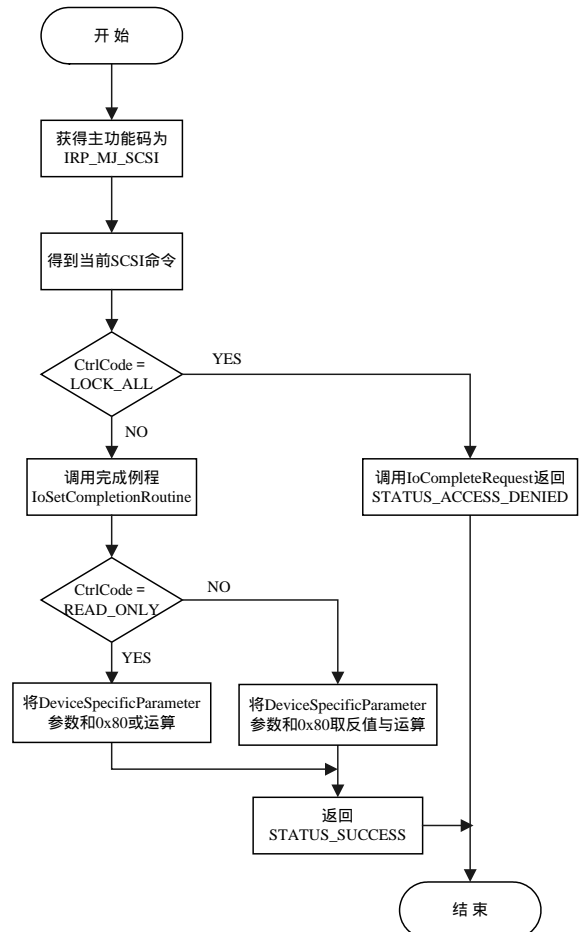 开 始
获得主功能码为
IRP_MJ_SCSI
得到当前SCSI命令
CtrlCode =
LOCK_ALL
YES
NO
调用完成例程
IoSetCompletionRoutine
调用IoCompleteRequest返回
STATUS_ACCESS_DENIED
CtrlCode =
READ_ONLY
NO
YES
将DeviceSpecificParameter
参数和0x80或运算
将DeviceSpecificParameter
参数和0x80取反值与运算
返回
STATUS_SUCCESS
结 束